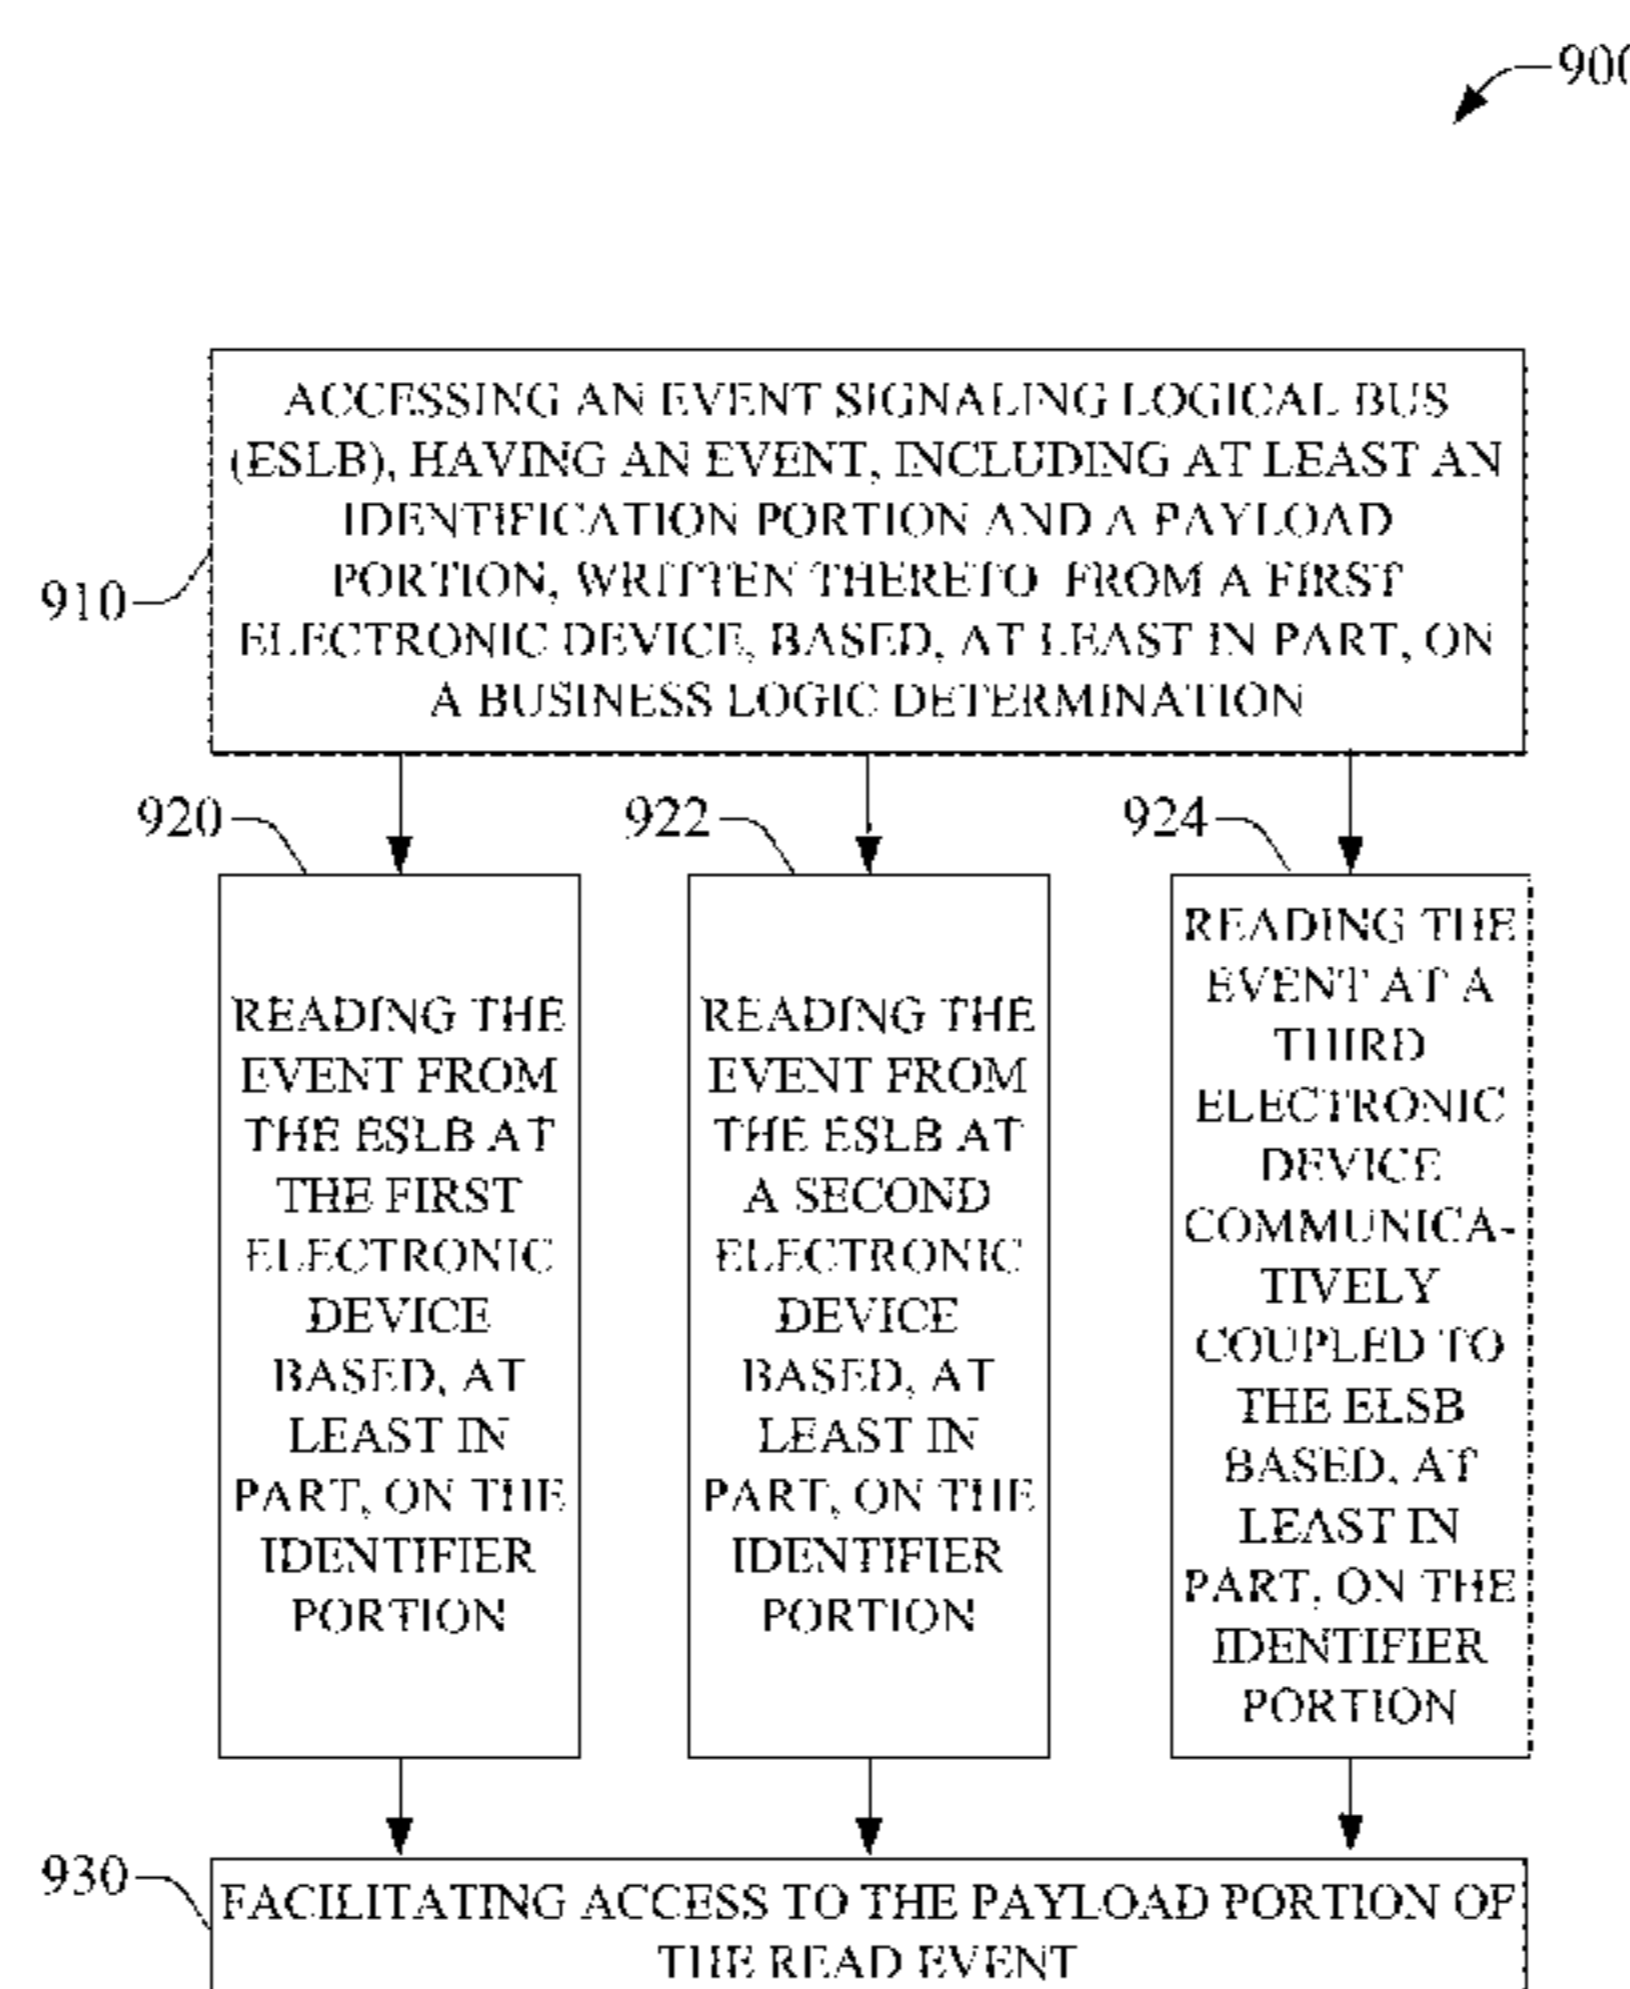 900
ACCESSING AN EVENT SIGNALING LOGICAL BUS
(ESLB), HAVING AN EVENT, INCLUDING AT LEAST AN
IDENTIFICATION PORTION AND A PAYLOAD
PORTION, WRITTEN THERETO FROM A FIRST
ELECTRONIC DEVICE, BASED, AT LEAST IN PART, ON
A BUSINESS LOGIC DETERMINATION
910
920
READING THE
EVENT FROM
THE ESLB AT
THE FIRST
ELECTRONIC
DEVICE
BASED, AT
LEAST IN
PART, ON THE
IDENTIFIER
PORTION
922
READING THE
EVENT FROM
THE ESLB AT
A SECOND
ELECTRONIC
DEVICE
BASED, AT
LEAST IN
PART, ON THE
IDENTIFIER
PORTION
924
READING THE
EVENT AT A
THIRD
ELECTRONIC
DEVICE
COMMUNICA-
TIVELY
COUPLED TO
THE ELSB
BASED, AT
LEAST IN
PART, ON THE
IDENTIFIER
PORTION
930
FACILITATING ACCESS TO THE PAYLOAD PORTION OF
THE READ EVENT